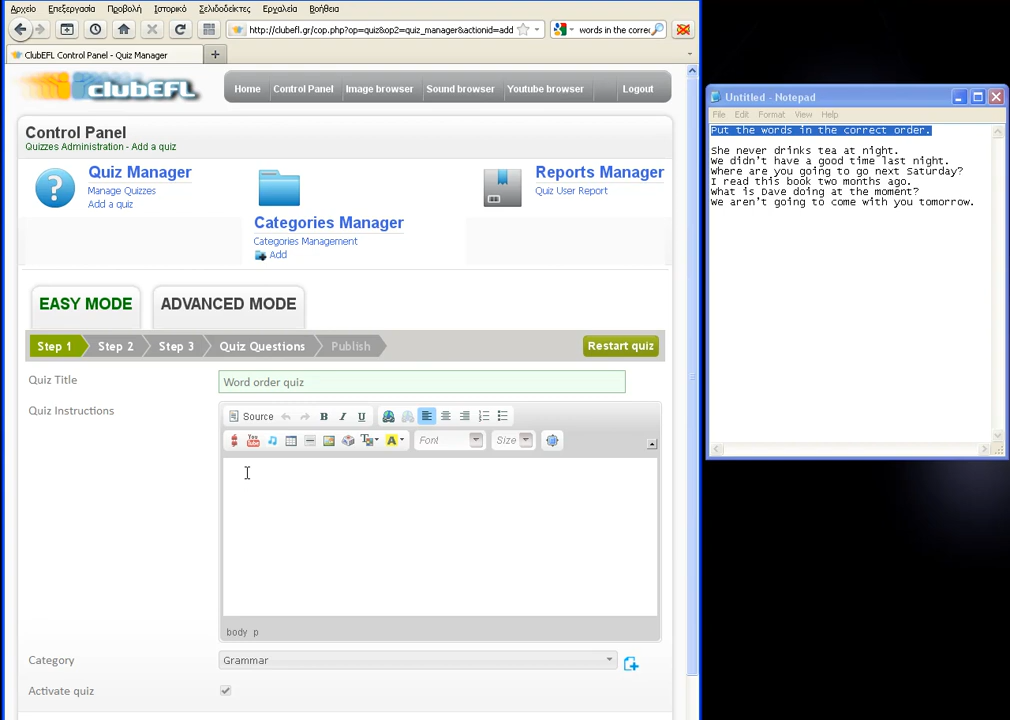 Αρχείο Επεξεργασία Προβολή Ιστορικό Σελιδοδείκτες Εργαλεία Βοήθεια
http://clubefl.gr/cop.php?op=quiz&op2=quiz_manager&actionid=add
words in the correc
ClubEFL Control Panel - Quiz Manager
clubEFL
Home Control Panel Image browser Sound browser Youtube browser Logout
Control Panel
Quizzes Administration - Add a quiz
Quiz Manager
Manage Quizzes
Add a quiz
Categories Manager
Categories Management
Add
Reports Manager
Quiz User Report
EASY MODE ADVANCED MODE
Step 1 Step 2 Step 3 Quiz Questions Publish Restart quiz
Quiz Title Word order quiz
Quiz Instructions
Source B I U
You Tube A Font Size
body p
Category Grammar
Activate quiz
Untitled - Notepad
File Edit Format View Help
Put the words in the correct order.
She never drinks tea at night.
We didn't have a good time last night.
Where are you going to go next Saturday?
I read this book two months ago.
What is Dave doing at the moment?
We aren't going to come with you tomorrow.